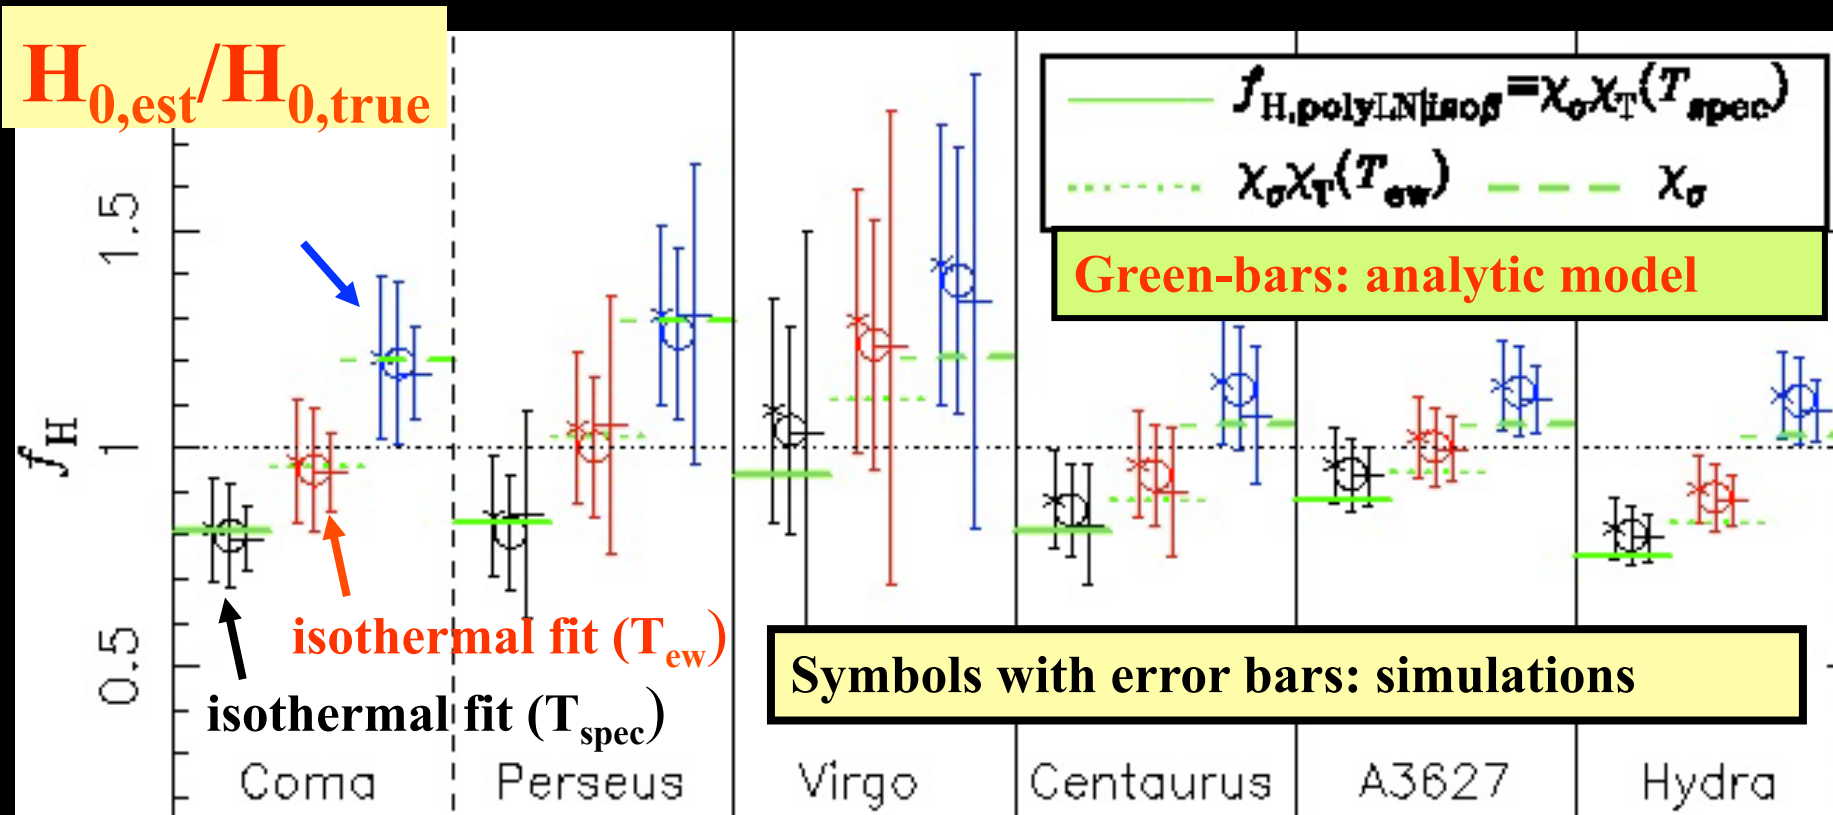 H0,est/H0,true
fH,polyLN|isoβ=χσχT(Tspec)
χσχT(Tew) χσ
Green-bars: analytic model
1.5
1
0.5
fH
isothermal fit (Tew)
isothermal fit (Tspec)
Symbols with error bars: simulations
Coma Perseus Virgo Centaurus A3627 Hydra